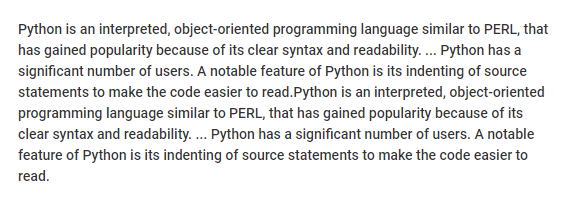 Python is an interpreted, object-oriented programming language similar to PERL, that
has gained popularity because of its clear syntax and readability. ... Python has a
significant number of users. A notable feature of Python is its indenting of source
statements to make the code easier to read.Python is an interpreted, object-oriented
programming language similar to PERL, that has gained popularity because of its
clear syntax and readability. ... Python has a significant number of users. A notable
feature of Python is its indenting of source statements to make the code easier to
read.